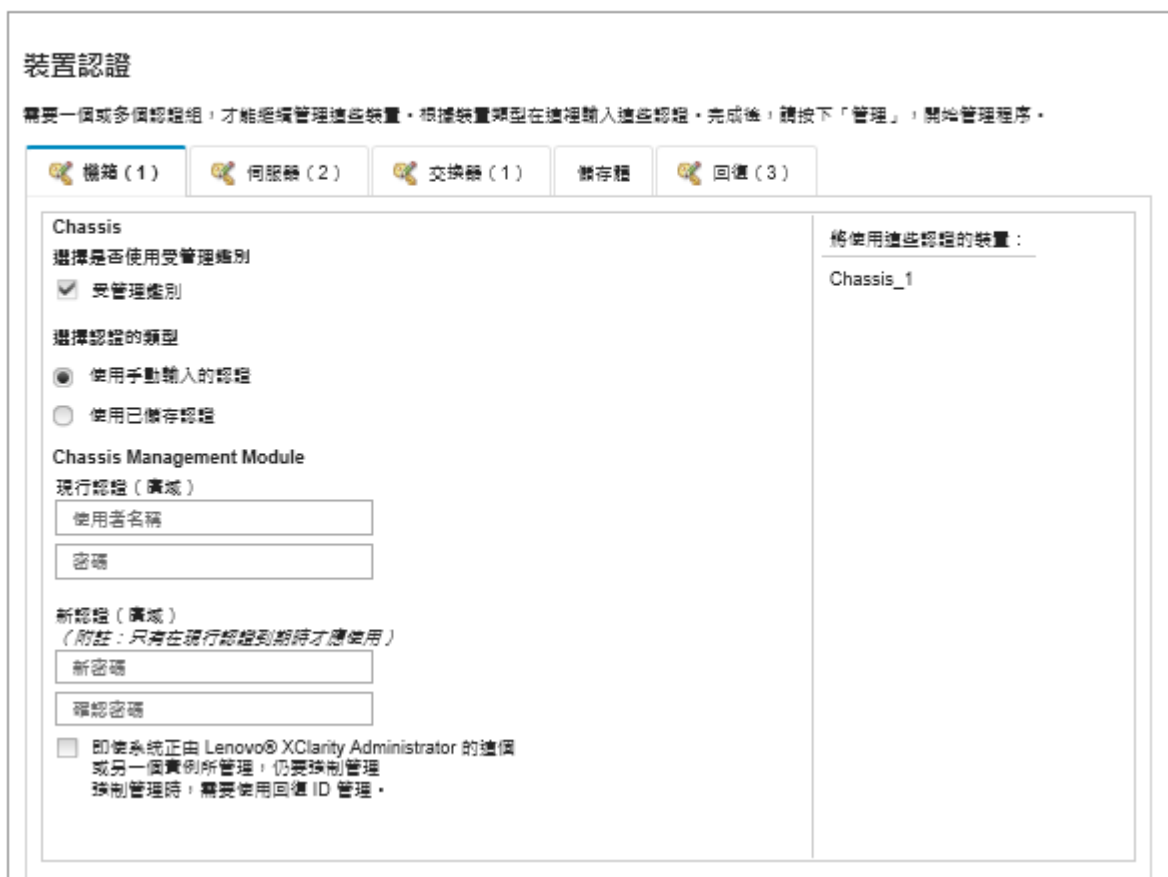 裝置認證
需要一個或多個認證組，才能繼續管理這些裝置。根據裝置類型在這裡輸入這些認證。完成後，請按下「管理」，開始管理程序。
機箱（1） 伺服器（2） 交換器（1） 儲存體 回復（3）
Chassis
選擇是否使用受管理鑑別
受管理鑑別
選擇認證的類型
使用手動輸入的認證
使用已儲存認證
Chassis Management Module
現行認證（廣域）
使用者名稱
密碼
新認證（廣域）
（附註：只有在現行認證到期時才應使用）
新密碼
確認密碼
即使系統正由 Lenovo® XClarity Administrator 的這個
或另一個實例所管理，仍要強制管理
強制管理時，需要使用回復 ID 管理。
將使用這些認證的裝置：
Chassis_1